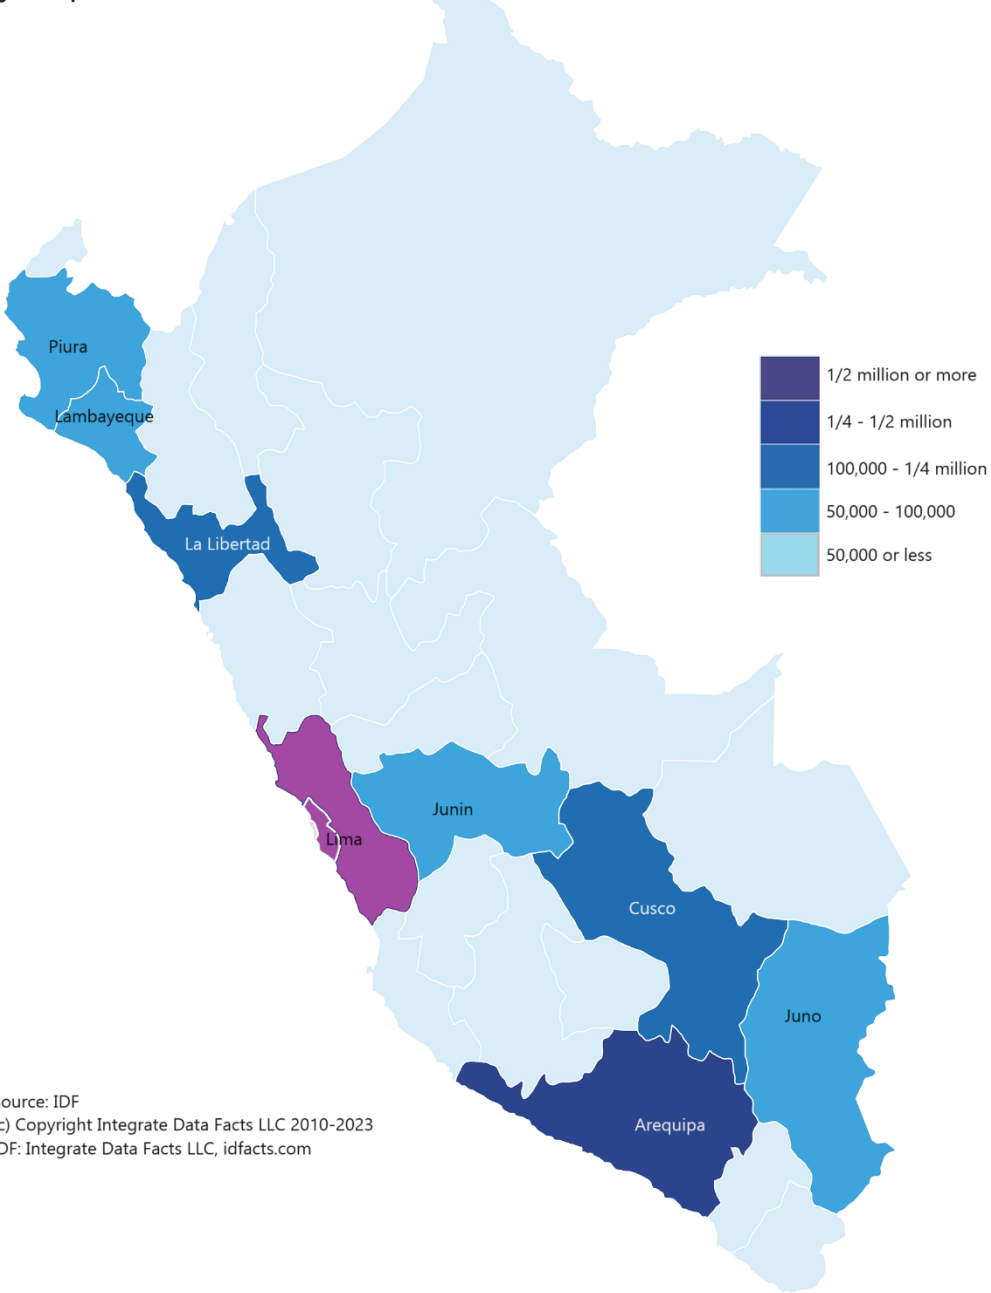 Piura
Lambayeque
La Libertad
Lima
Junin
Cusco
Juno
Arequipa
1/2 million or more
1/4 - 1/2 million
100,000 - 1/4 million
50,000 - 100,000
50,000 or less
ource: IDF
c) Copyright Integrate Data Facts LLC 2010-2023
DF: Integrate Data Facts LLC, idfacts.com